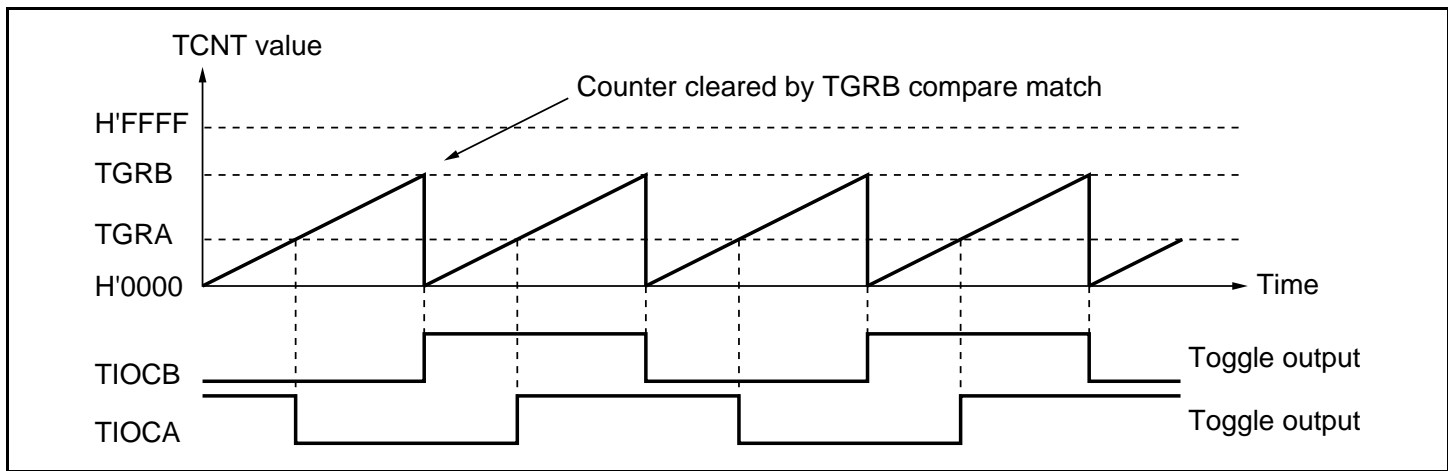 TCNT value
Counter cleared by TGRB compare match
H'FFFF
TGRB
TGRA
H'0000
Time
TIOCB
Toggle output
TIOCA
Toggle output